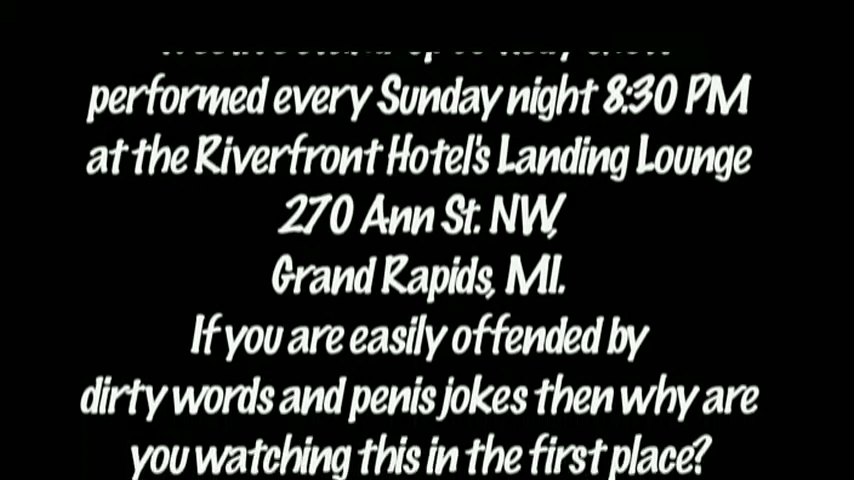 performed every Sunday night 8:30 PM
at the Riverfront Hotel's Landing Lounge
270 Ann St. NW,
Grand Rapids, MI.
If you are easily offended by
dirty words and penis jokes then why are
you watching this in the first place?